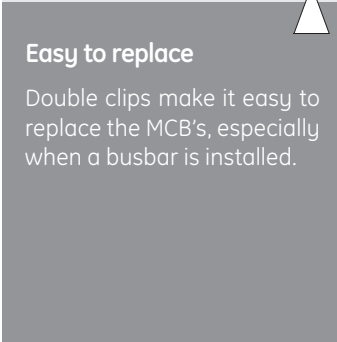 Easy to replace
Double clips make it easy to
replace the MCB's, especially
when a busbar is installed.